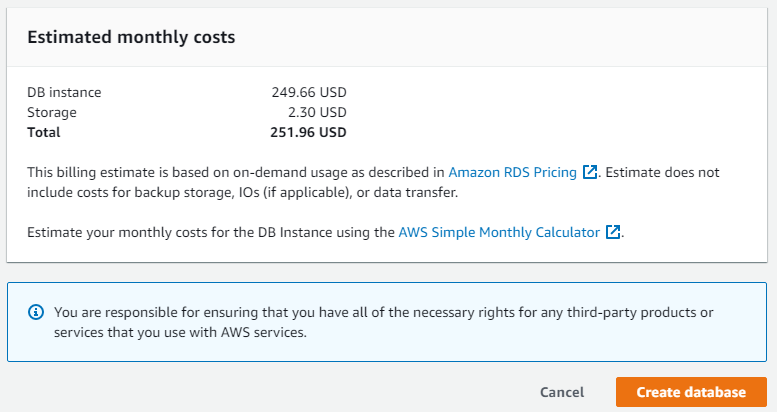 Estimated monthly costs
DB instance 249.66 USD
Storage 2.30 USD
Total 251.96 USD
This billing estimate is based on on-demand usage as described in Amazon RDS Pricing. Estimate does not
include costs for backup storage, IOs (if applicable), or data transfer.
Estimate your monthly costs for the DB Instance using the AWS Simple Monthly Calculator.
You are responsible for ensuring that you have all of the necessary rights for any third-party products or
services that you use with AWS services.
Cancel Create database